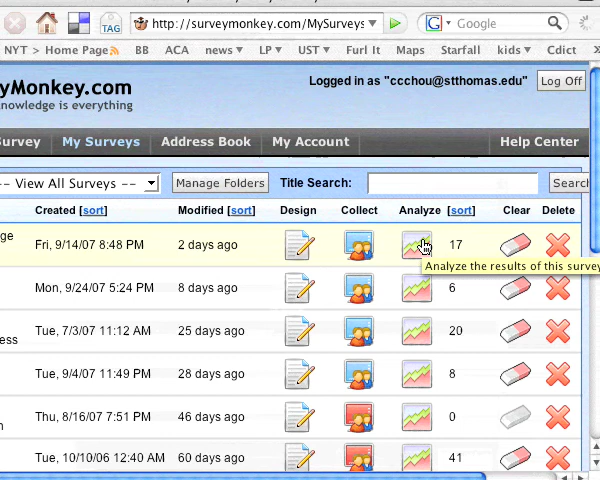 TAG http://surveymonkey.com/MySurveys G Google
NYT > Home Page BB ACA news▼ LP▼ UST▼ Furl It Maps Starfall kids▼ Cdict
yMonkey.com Logged in as "ccchou@stthomas.edu" Log Off
nowledge is everything
urvey My Surveys Address Book My Account Help Center
-- View All Surveys -- Manage Folders Title Search: Search
Created [sort] Modified [sort] Design Collect Analyze [sort] Clear Delete
ge Fri, 9/14/07 8:48 PM 2 days ago 17
Analyze the results of this survey
Mon, 9/24/07 5:24 PM 8 days ago 6
Tue, 7/3/07 11:12 AM 25 days ago 20
ess
Tue, 9/4/07 11:49 PM 28 days ago 8
Thu, 8/16/07 7:51 PM 46 days ago 0
n
Tue, 10/10/06 12:40 AM 60 days ago 41